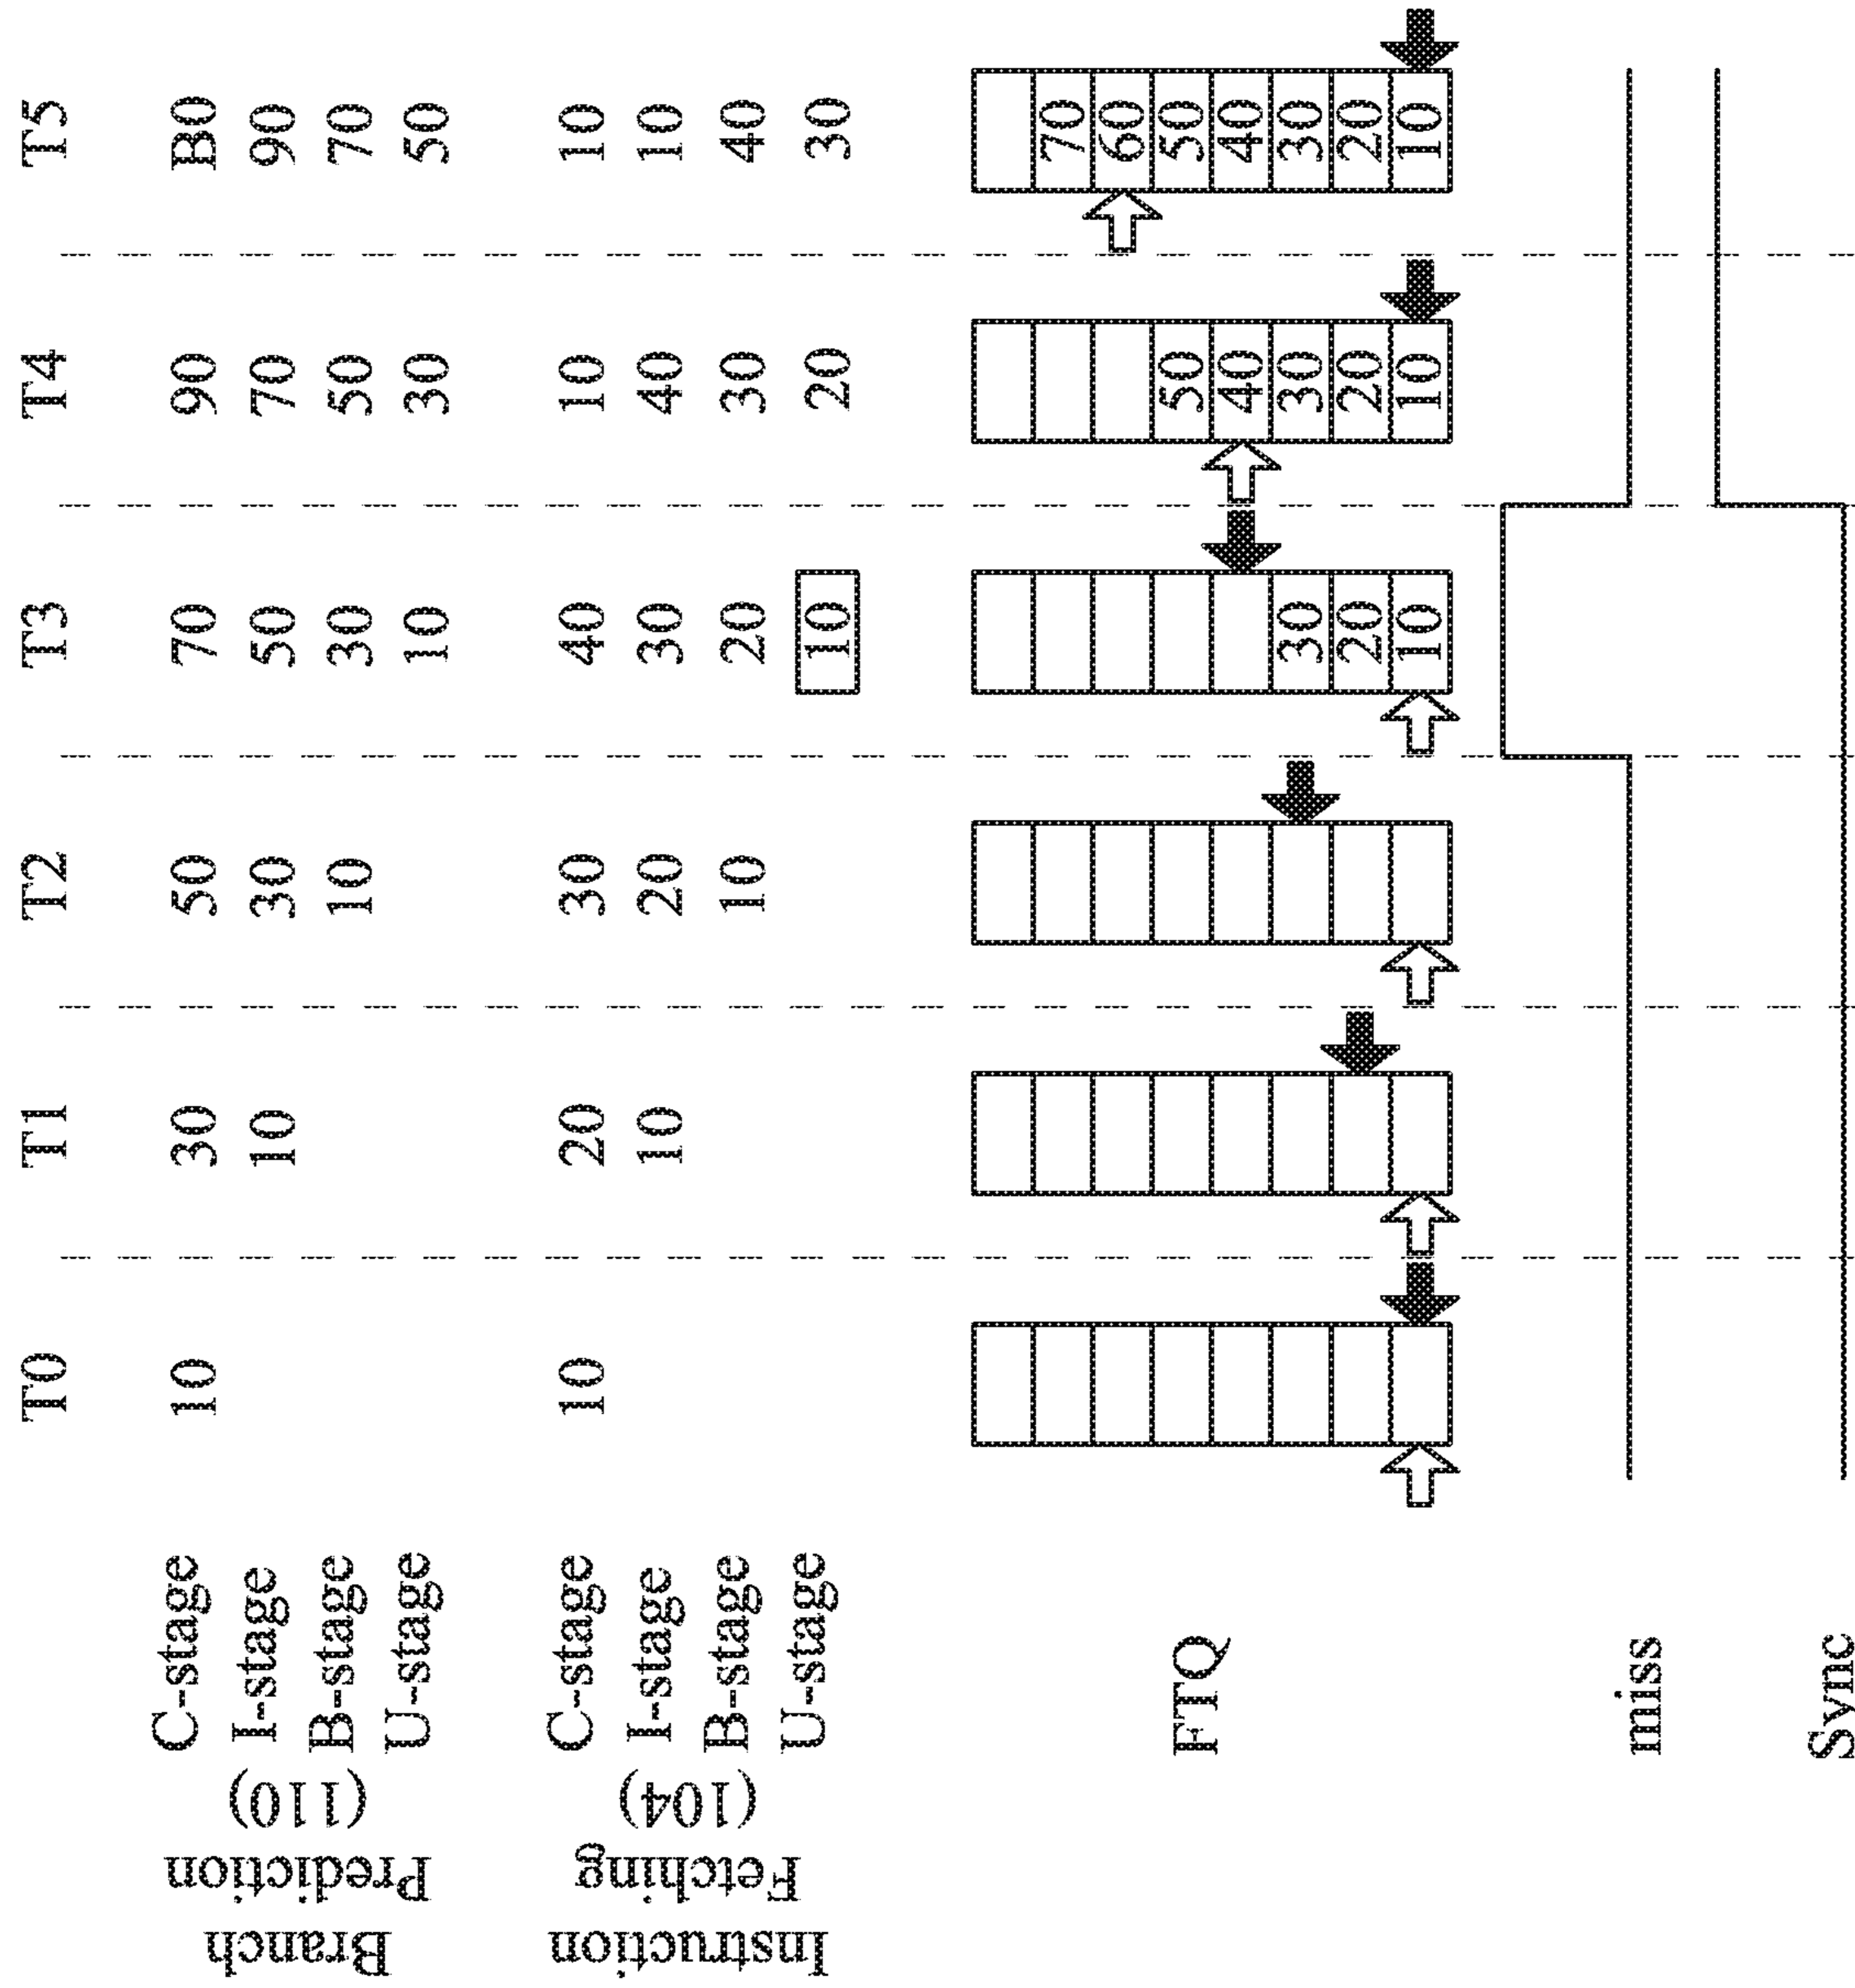 T0 T1 T2 T3 T4 T5
Branch Prediction (110)
C-stage 10 30 50 70 90 B0
I-stage 10 30 50 70 90
B-stage 10 30 50 70
U-stage 10 30 50
Instruction Fetching (104)
C-stage 10 20 30 40 10 10
I-stage 10 20 30 40 10
B-stage 10 20 30 40
U-stage 10 20 30
FTQ
70
60
50 50
40 40
30 30 30
20 20 20
10 10 10
miss
Sync